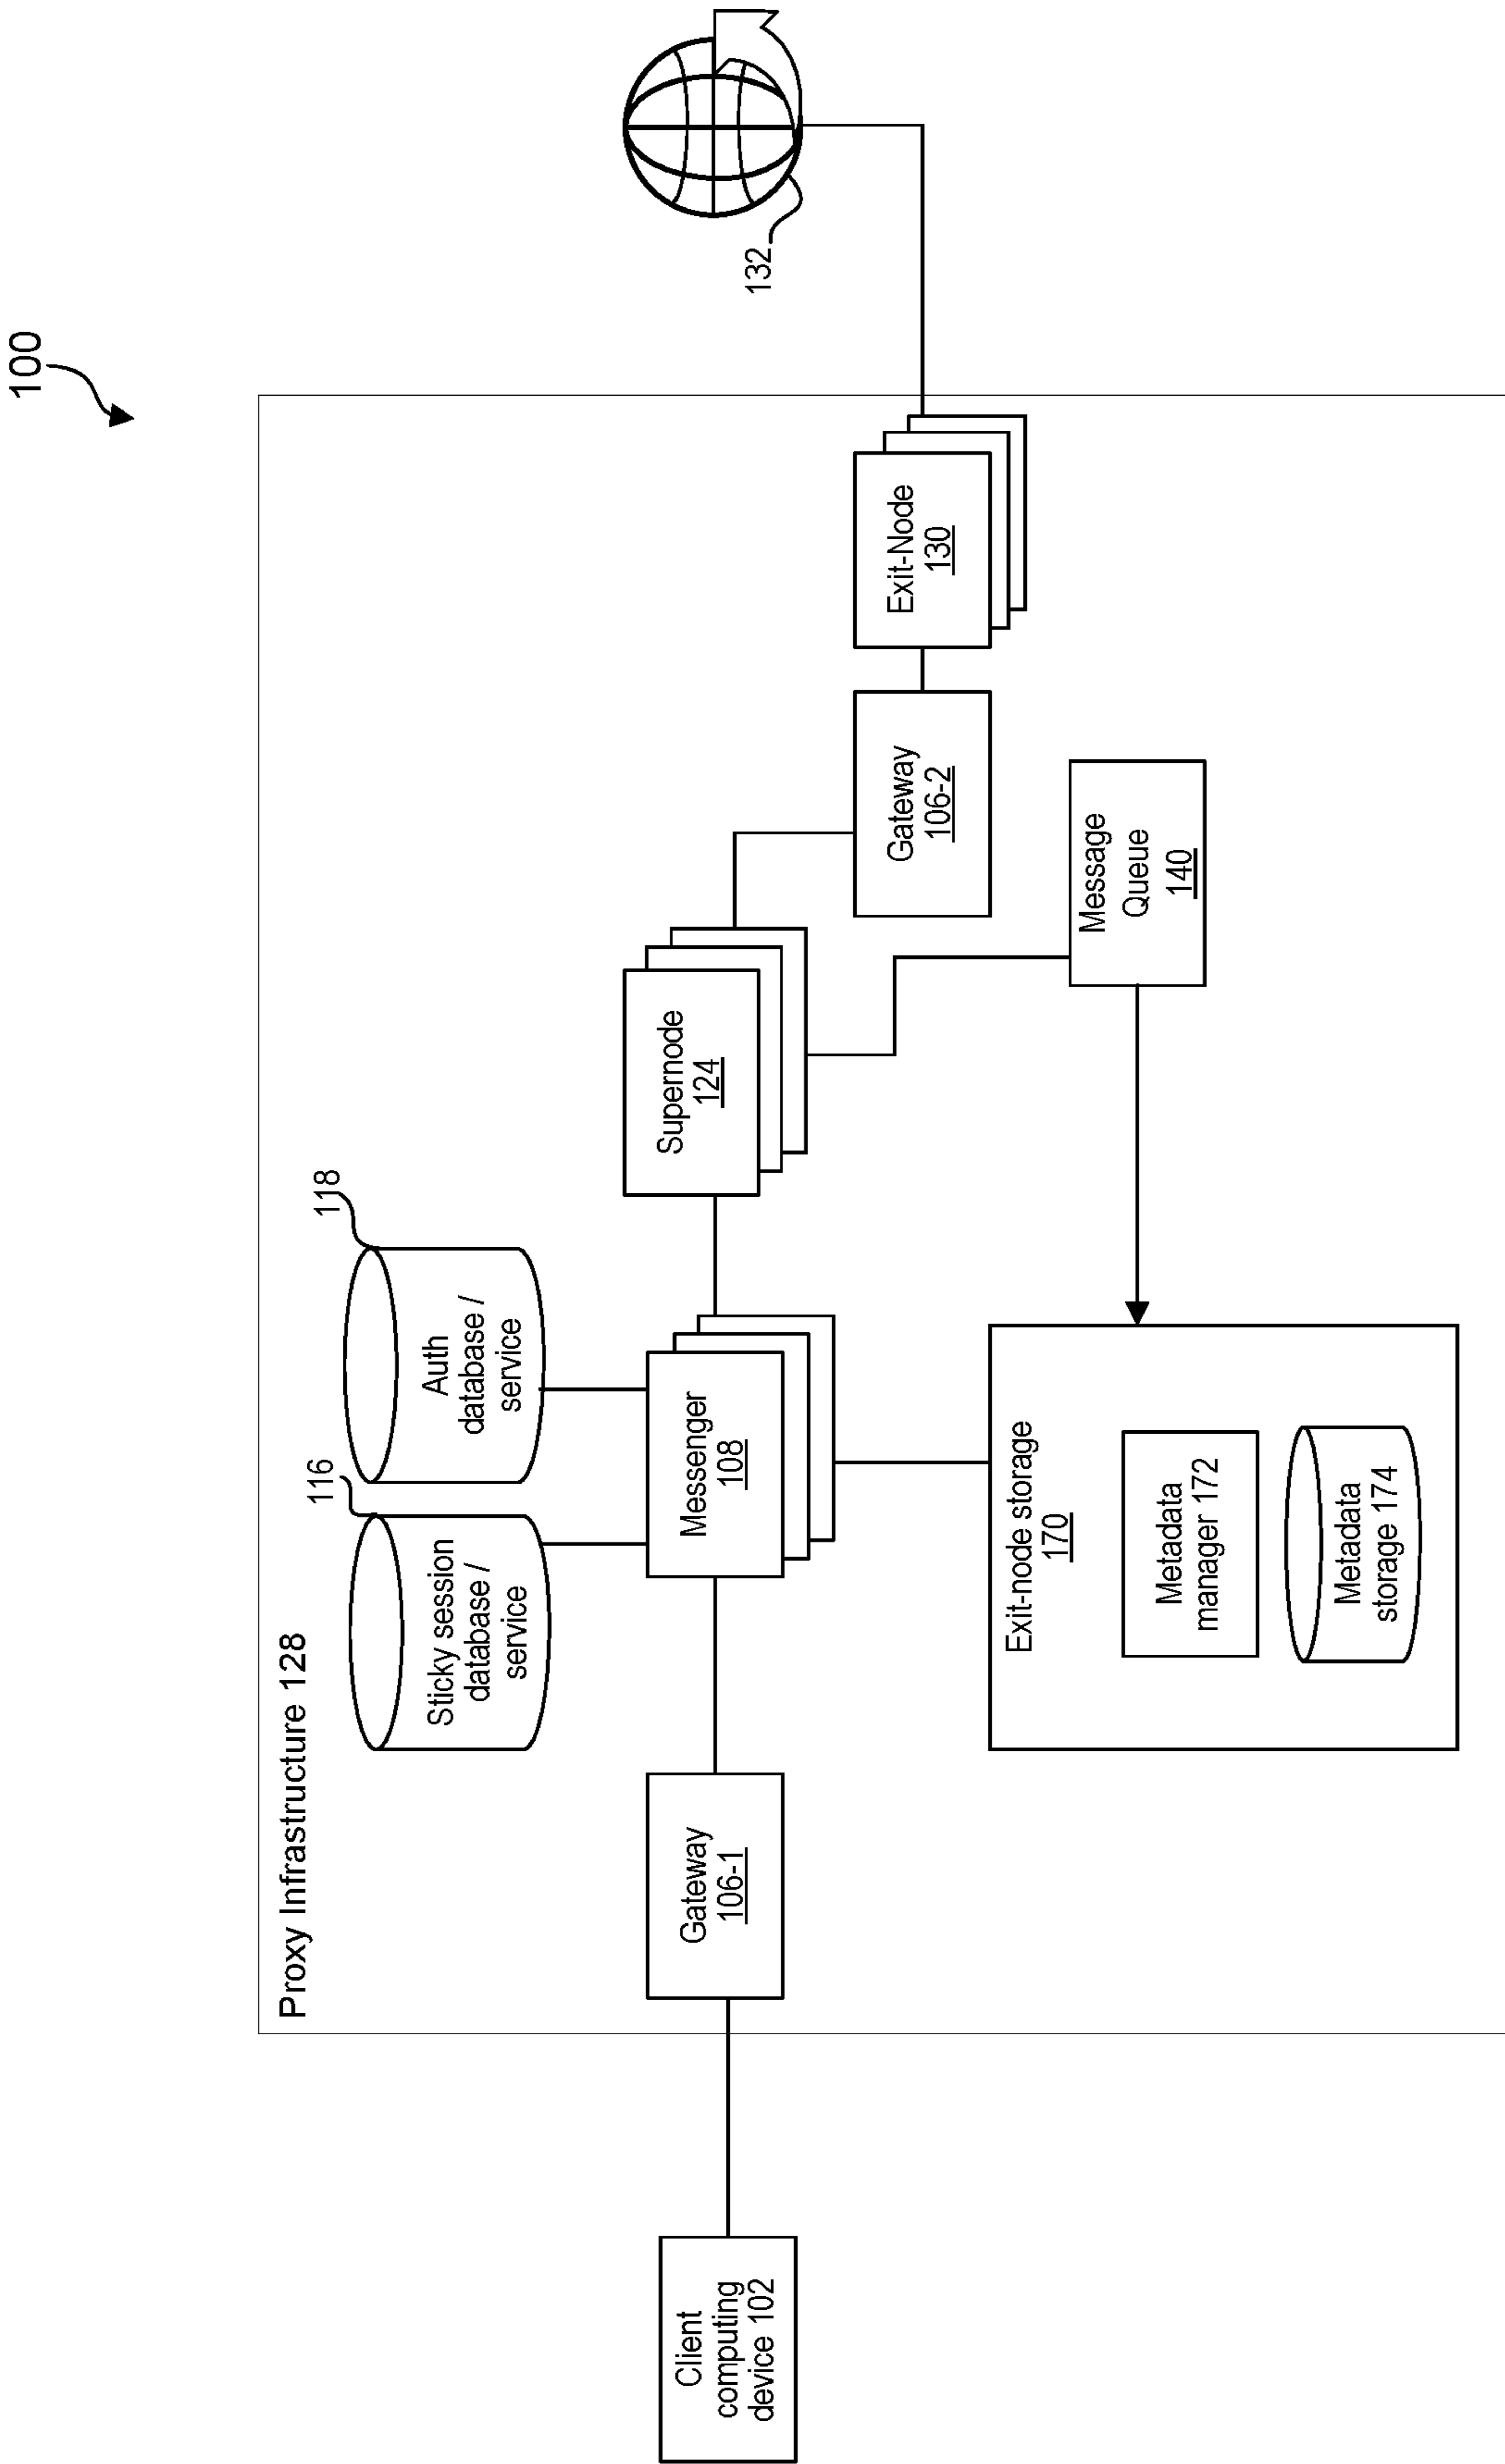 100
Proxy Infrastructure 128
116
118
Sticky session
database /
service
Auth
database /
service
132
Client
computing
device 102
Gateway
106-1
Messenger
108
Supernode
124
Gateway
106-2
Exit-Node
130
Exit-node storage
170
Metadata
manager 172
Metadata
storage 174
Message
Queue
140